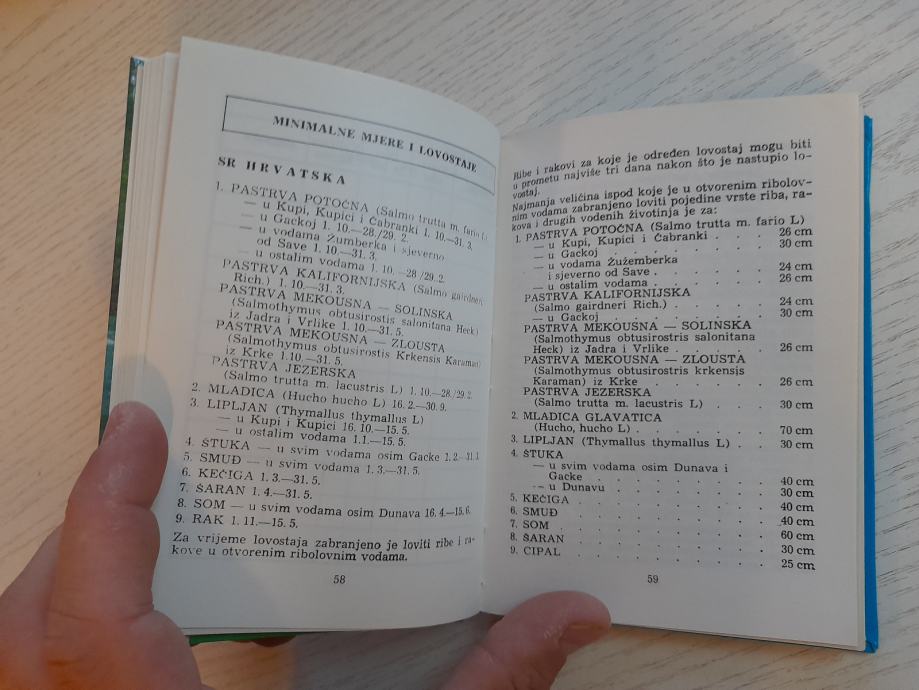 MINIMALNE MJERE I LOVOSTAJE
SR HRVATSKA
1. PASTRVA POTOČNA (Salmo trutta m. fario L)
— u Kupi, Kupici i Čabranki 1. 10.—31. 3.
— u Gackoj 1. 10.—28./29. 2.
— u vodama Žumberka i sjeverno
od Save 1. 10.—31. 3.
u ostalim vodama 1. 10. —28 /29. 2.
PASTRVA KALIFORNIJSKA (Salmo gairdneri
Rich.) 1. 10.—31. 3.
PASTRVA MEKOUSNA — SOLINSKA
(Salmothymus obtusirostis salonitana Heck)
iz Jadra i Vrlike 1. 10.—31. 5.
PASTRVA MEKOUSNA — ZLOUSTA
(Salmothymus obtusirostis Krkensis Karaman)
iz Krke 1.10.—31. 5.
PASTRVA JEZERSKA
(Salmo trutta m. lacustris L) 1. 10.—28./29. 2.
2. MLADICA (Hucho hucho L) 16. 2.—30. 9.
3. LIPLJAN (Thymallus thymallus L)
— u Kupi i Kupici 16. 10.—15. 5.
— u ostalim vodama 1.1.—15. 5.
4. ŠTUKA — u svim vodama osim Gacke 1. 2.—31. 3.
5. SMUĐ — u svim vodama 1. 3.—31. 5.
6. KEČIGA 1. 3.—31. 5.
7. ŠARAN 1. 4.—31. 5.
8. SOM — u svim vodama osim Dunava 16. 4.—15. 6.
9. RAK 1. 11.—15. 5.
Za vrijeme lovostaja zabranjeno je loviti ribe i ra-
kove u otvorenim ribolovnim vodama.
58
Ribe i rakovi za koje je određen lovostaj mogu biti
u prometu najviše tri dana nakon što je nastupio lo-
vostaj.
Najmanja veličina ispod koje je u otvorenim ribolov-
nim vodama zabranjeno loviti pojedine vrste riba, ra-
kova i drugih vodenih životinja je za:
1. PASTRVA POTOČNA (Salmo trutta m. fario L)
— u Kupi, Kupici i Čabranki . . . 26 cm
— u Gackoj . . . . . . . 30 cm
— u vodama Žužemberka
i sjeverno od Save . . . . . . 24 cm
— u ostalim vodama . . . . . . 26 cm
PASTRVA KALIFORNIJSKA
(Salmo gairdneri Rich.) . . . . . 24 cm
— u Gackoj . . . . . . . 30 cm
PASTRVA MEKOUSNA — SOLINSKA
(Salmothymus obtusirostis salonitana
Heck) iz Jadra i Vrlike . . . . . 26 cm
PASTRVA MEKOUSNA — ZLOUSTA
(Salmothymus obtusirostis krkensis
Karaman) iz Krke . . . . . . 26 cm
PASTRVA JEZERSKA
(Salmo trutta m. lacustris L) . . . 30 cm
2. MLADICA GLAVATICA
(Hucho, hucho L) . . . . . . 70 cm
3. LIPLJAN (Thymallus thymallus L) . . 30 cm
4. ŠTUKA
— u svim vodama osim Dunava i
Gacke . . . . . . . . 40 cm
— u Dunavu . . . . . . . 30 cm
5. KEČIGA . . . . . . . . . 40 cm
6. SMUĐ . . . . . . . . . 40 cm
7. SOM . . . . . . . . . 60 cm
8. ŠARAN . . . . . . . . . 30 cm
9. CIPAL . . . . . . . . . 25 cm
59